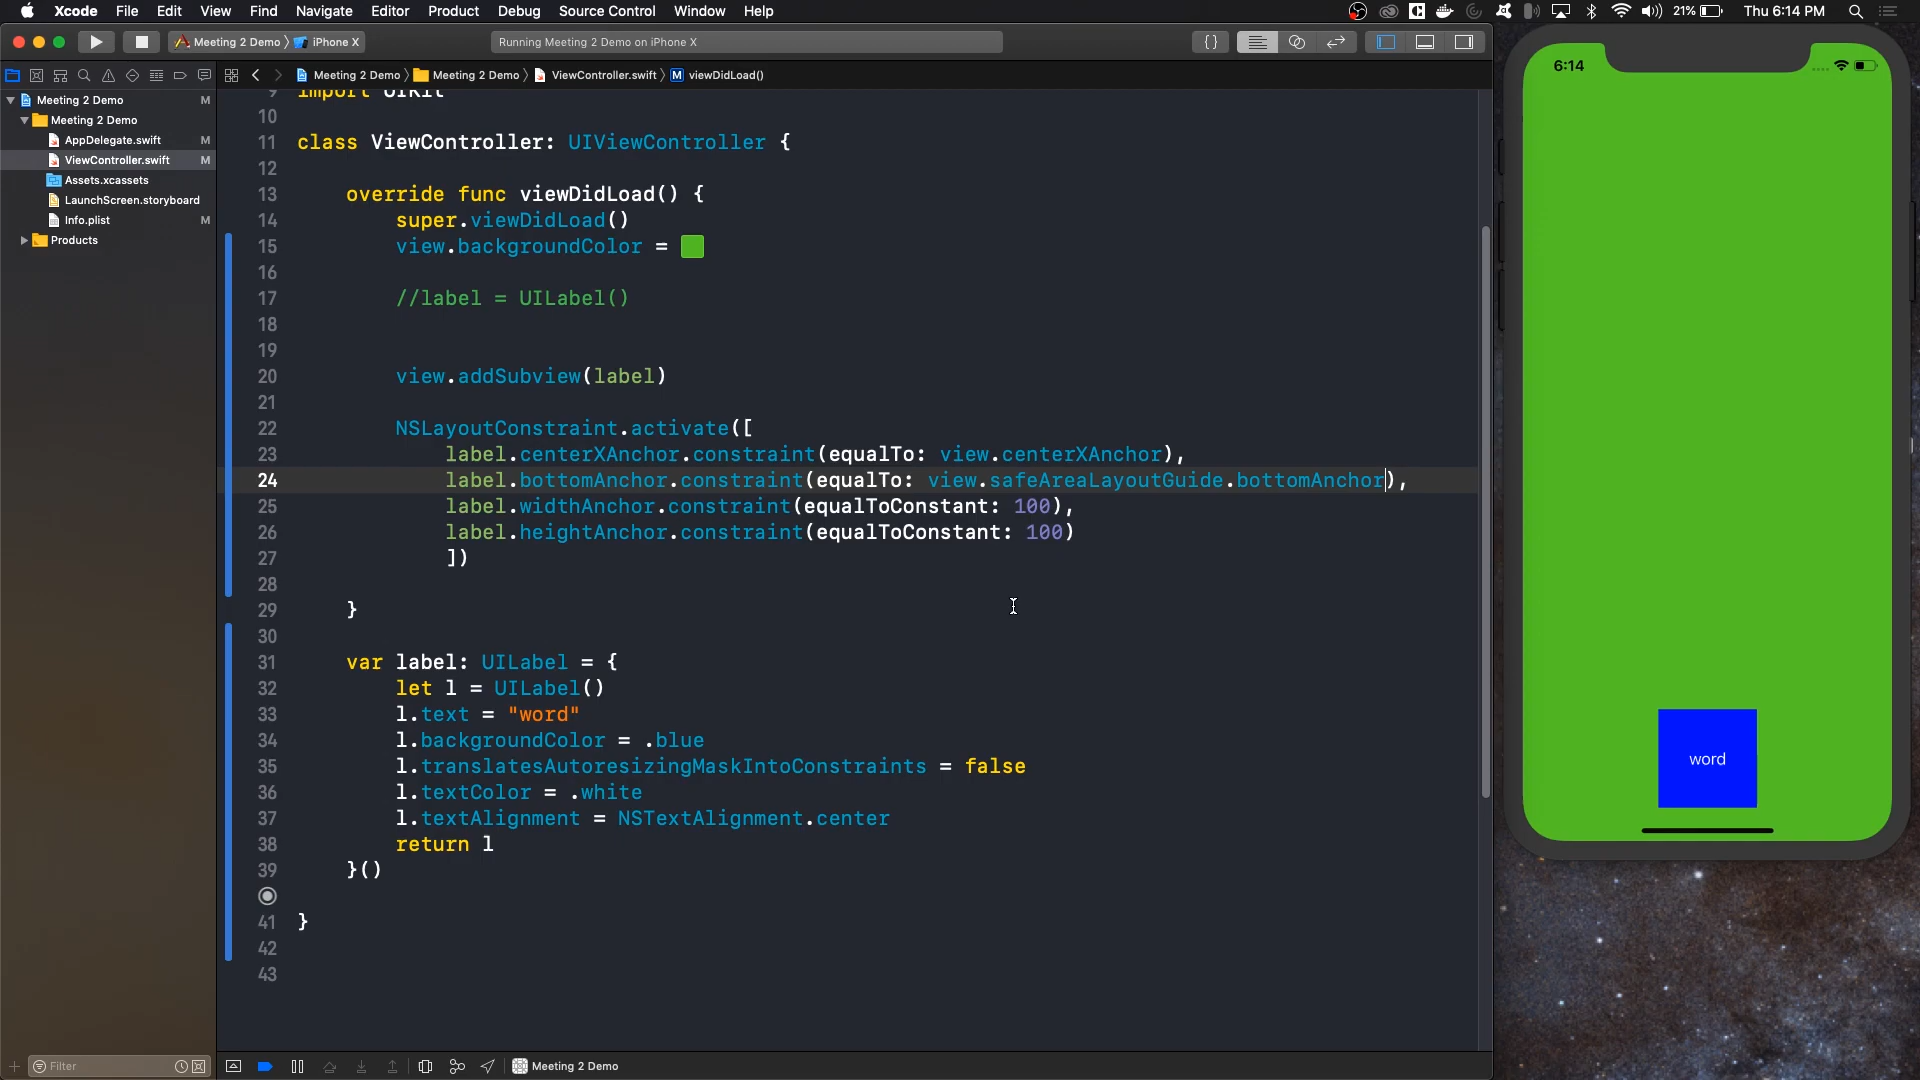 Xcode File Edit View Find Navigate Editor Product Debug Source Control Window Help
21% Thu 6:14 PM
Meeting 2 Demo iPhone X
Running Meeting 2 Demo on iPhone X
{ }
Meeting 2 Demo Meeting 2 Demo ViewController.swift M viewDidLoad()
Meeting 2 Demo M
Meeting 2 Demo
AppDelegate.swift M
ViewController.swift M
Assets.xcassets
LaunchScreen.storyboard
Info.plist M
Products
9 import UIKit
10
11 class ViewController: UIViewController {
12
13 override func viewDidLoad() {
14 super.viewDidLoad()
15 view.backgroundColor =
16
17 //label = UILabel()
18
19
20 view.addSubview(label)
21
22 NSLayoutConstraint.activate([
23 label.centerXAnchor.constraint(equalTo: view.centerXAnchor),
24 label.bottomAnchor.constraint(equalTo: view.safeAreaLayoutGuide.bottomAnchor),
25 label.widthAnchor.constraint(equalToConstant: 100),
26 label.heightAnchor.constraint(equalToConstant: 100)
27 ])
28
29 }
30
31 var label: UILabel = {
32 let l = UILabel()
33 l.text = "word"
34 l.backgroundColor = .blue
35 l.translatesAutoresizingMaskIntoConstraints = false
36 l.textColor = .white
37 l.textAlignment = NSTextAlignment.center
38 return l
39 }()
41 }
42
43
Filter
Meeting 2 Demo
6:14
word